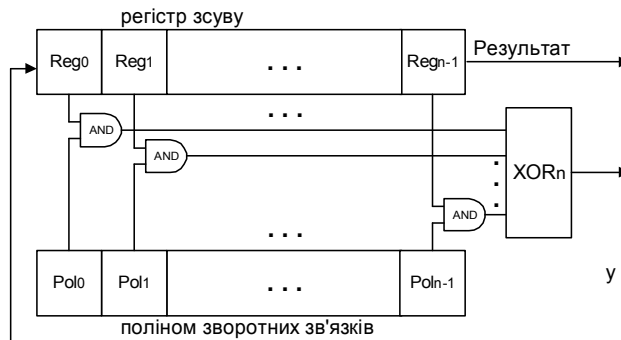 регістр зсуву
Reg0 Reg1 . . . Regn-1 Результат
. . .
AND
AND
XORn
AND
. . .
Pol0 Pol1 . . . Poln-1
у
поліном зворотних зв'язків